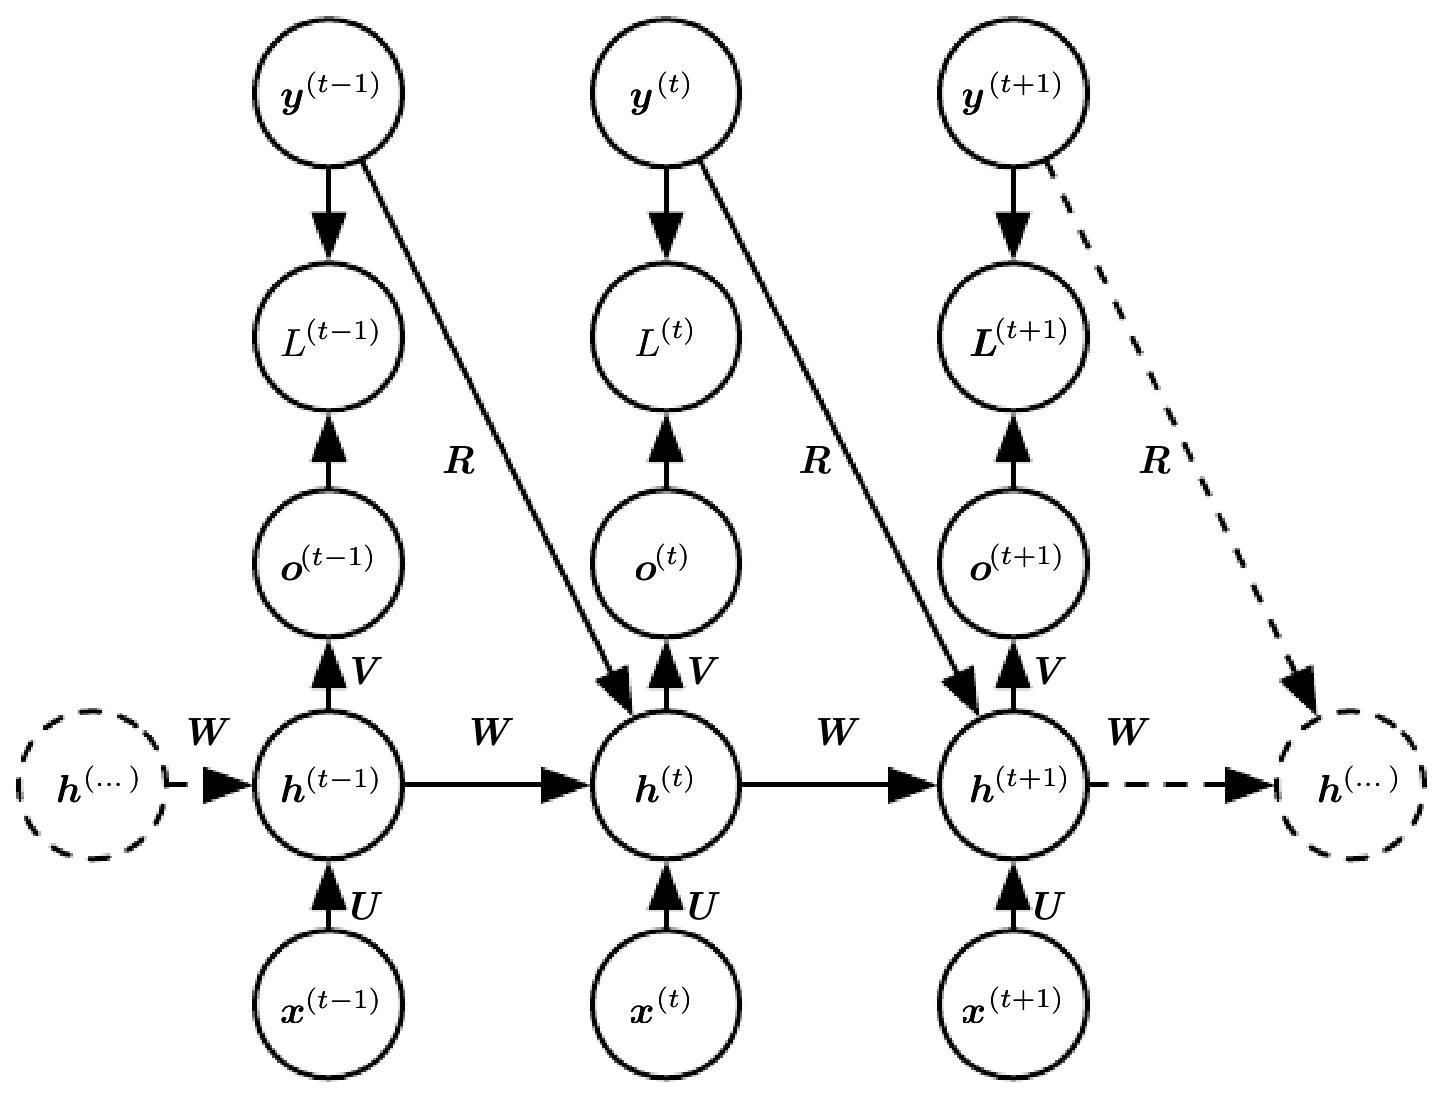 y^(t−1) y^(t) y^(t+1)
L^(t−1) L^(t) L^(t+1)
R R R
o^(t−1) o^(t) o^(t+1)
V V V
W W W W
h^(...) h^(t−1) h^(t) h^(t+1) h^(...)
U U U
x^(t−1) x^(t) x^(t+1)